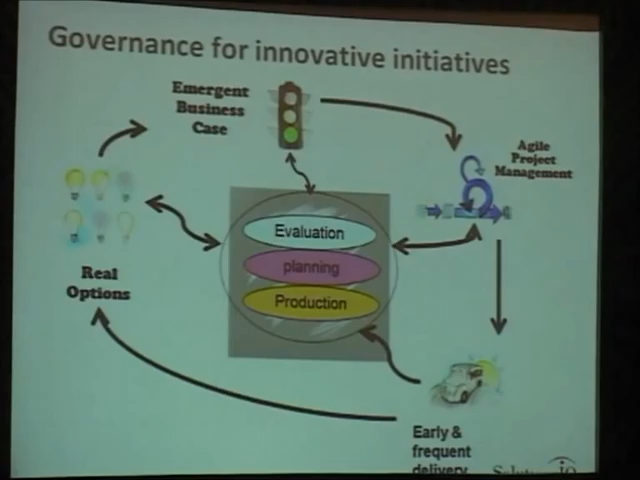 Governance for innovative initiatives
Emergent
Business
Case
Agile
Project
Management
Evaluation
planning
Production
Real
Options
Early &
frequent
delivery